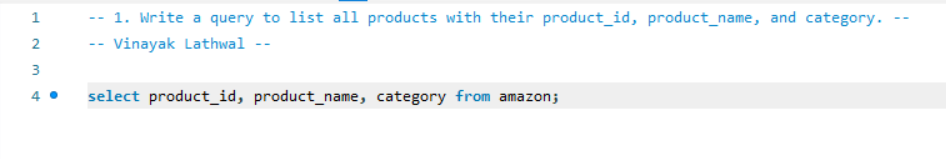 1 -- 1. Write a query to list all products with their product_id, product_name, and category. --
2 -- Vinayak Lathwal --
3
4 select product_id, product_name, category from amazon;